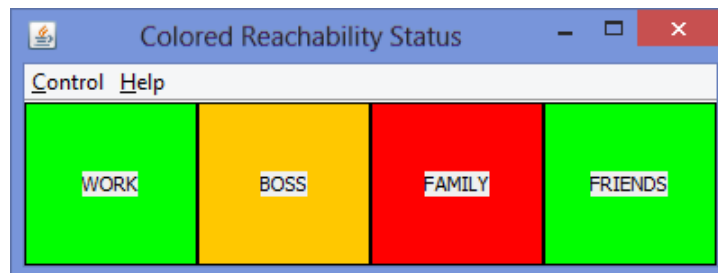 Colored Reachability Status
Control Help
WORK BOSS FAMILY FRIENDS